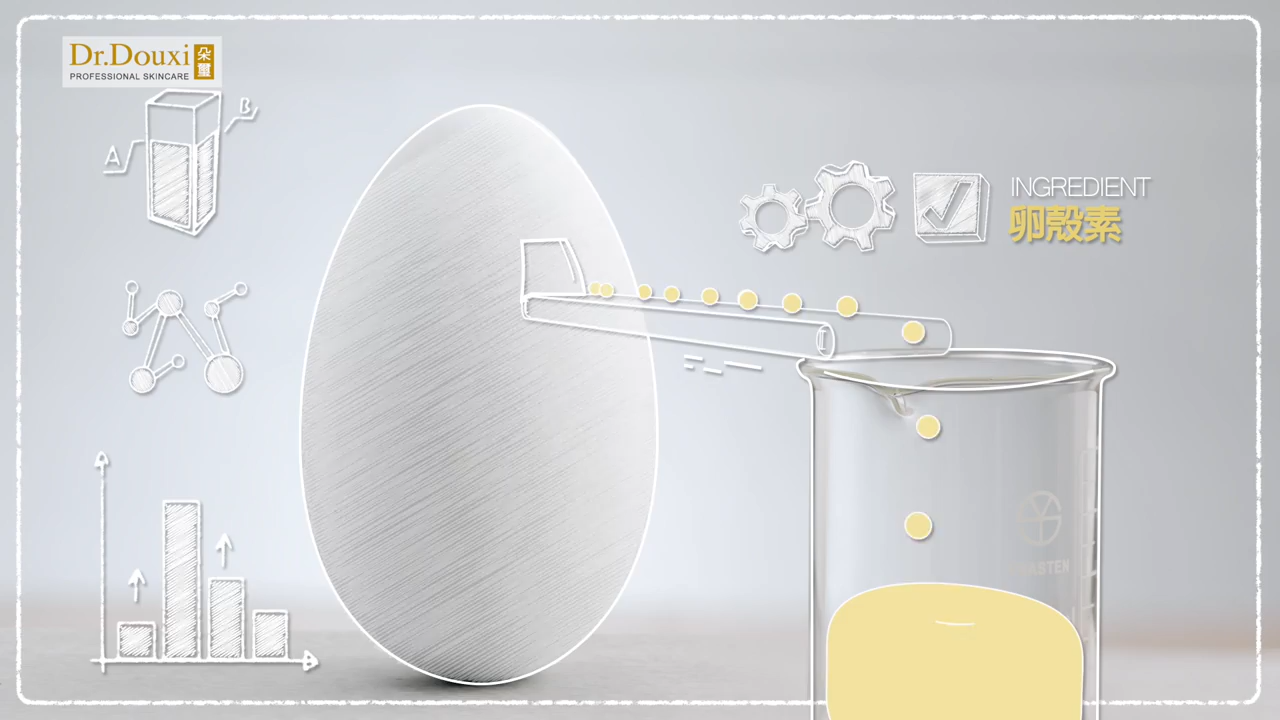 Dr.Douxi 朵璽
PROFESSIONAL SKINCARE
A
B
INGREDIENT
卵殼素